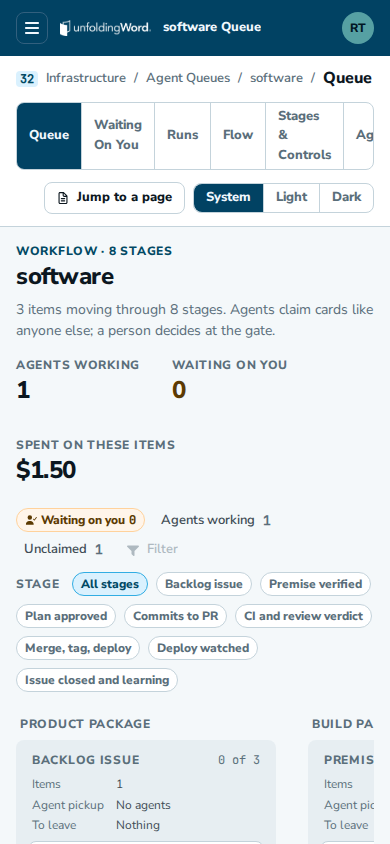 unfoldingWord. software Queue RT
32 Infrastructure / Agent Queues / software / Queue
Queue
Waiting On You
Runs
Flow
Stages & Controls
Ag
Jump to a page
System Light Dark
WORKFLOW · 8 STAGES
software
3 items moving through 8 stages. Agents claim cards like
anyone else; a person decides at the gate.
AGENTS WORKING WAITING ON YOU
1 0
SPENT ON THESE ITEMS
$1.50
Waiting on you 0 Agents working 1
Unclaimed 1 Filter
STAGE All stages Backlog issue Premise verified
Plan approved Commits to PR CI and review verdict
Merge, tag, deploy Deploy watched
Issue closed and learning
PRODUCT PACKAGE BUILD PA
BACKLOG ISSUE 0 of 3 PREMIS
Items 1 Items
Agent pickup No agents Agent pic
To leave Nothing To leave